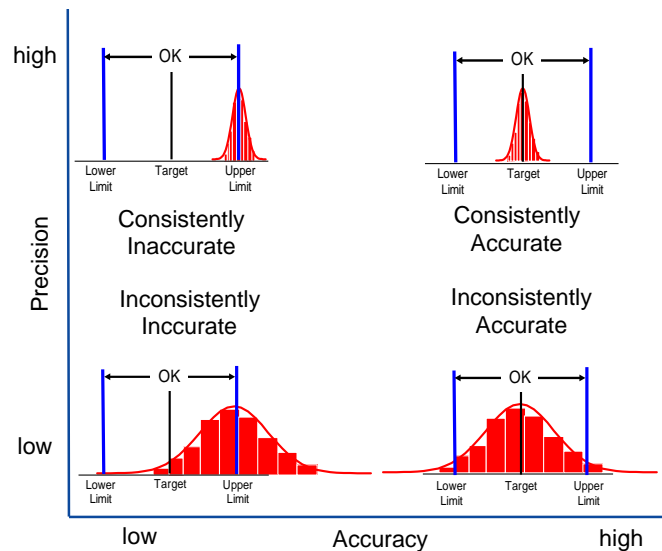 high
OK
Lower
Limit
Target
Upper
Limit
Consistently
Inaccurate
OK
Lower
Limit
Target
Upper
Limit
Consistently
Accurate
Precision
Inconsistently
Inccurate
OK
Lower
Limit
Target
Upper
Limit
Inconsistently
Accurate
OK
Lower
Limit
Target
Upper
Limit
low
low
Accuracy
high